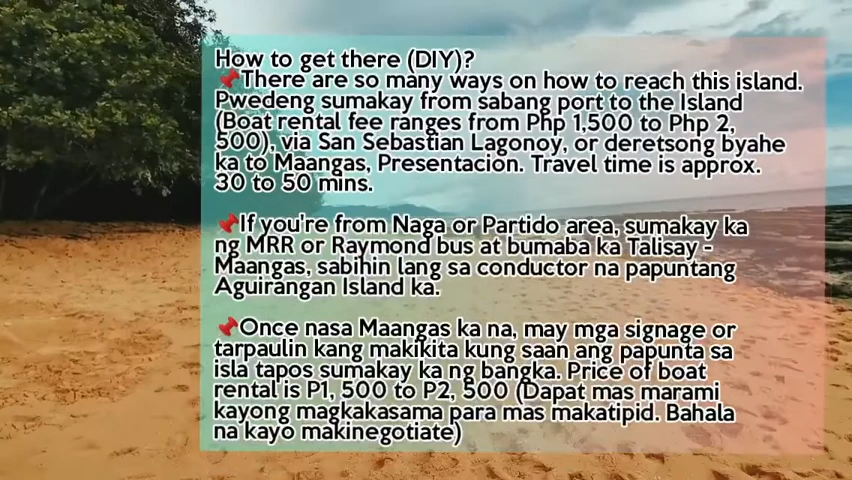 How to get there (DIY)?
📌There are so many ways on how to reach this island.
Pwedeng sumakay from sabang port to the Island
(Boat rental fee ranges from Php 1,500 to Php 2,
500), via San Sebastian Lagonoy, or deretsong byahe
ka to Maangas, Presentacion. Travel time is approx.
30 to 50 mins.
📌If you're from Naga or Partido area, sumakay ka
ng MRR or Raymond bus at bumaba ka Talisay -
Maangas, sabihin lang sa conductor na papuntang
Aguirangan Island ka.
📌Once nasa Maangas ka na, may mga signage or
tarpaulin kang makikita kung saan ang papunta sa
isla tapos sumakay ka ng bangka. Price of boat
rental is P1, 500 to P2, 500 (Dapat mas marami
kayong magkakasama para mas makatipid. Bahala
na kayo makinegotiate)